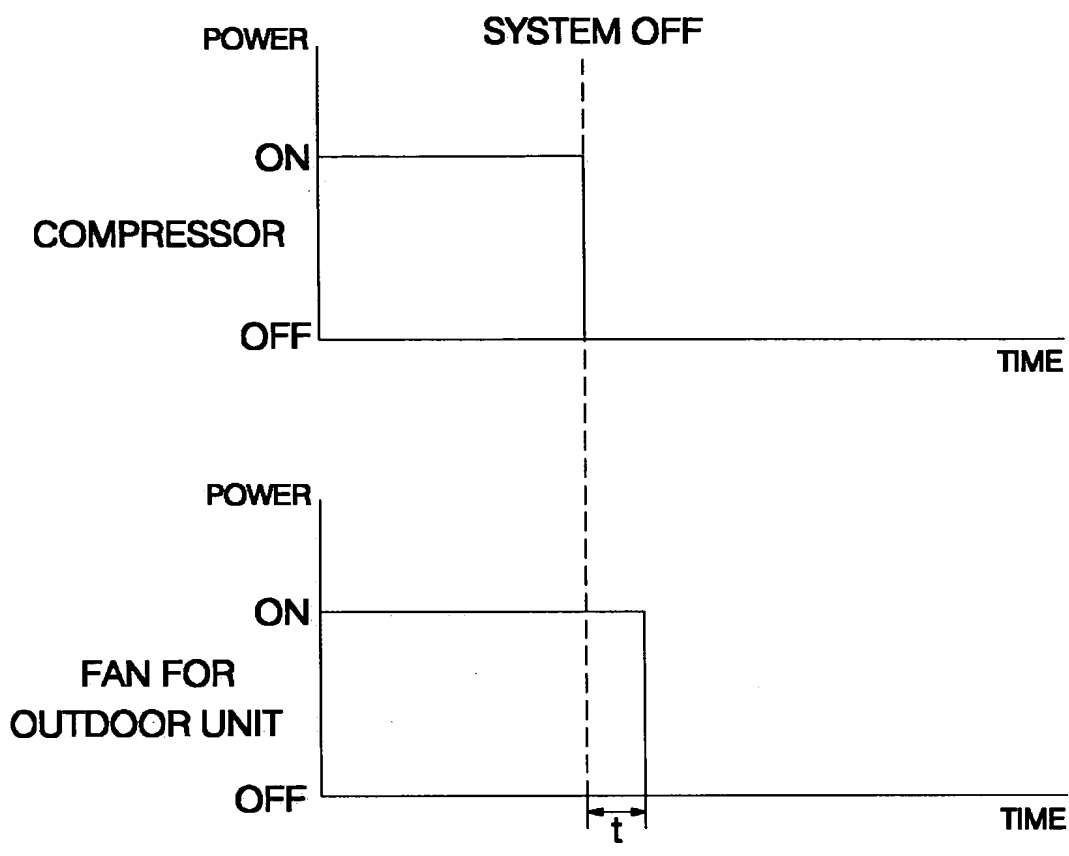 POWER
SYSTEM OFF
ON
COMPRESSOR
OFF
TIME
POWER
ON
FAN FOR
OUTDOOR UNIT
OFF
TIME
t